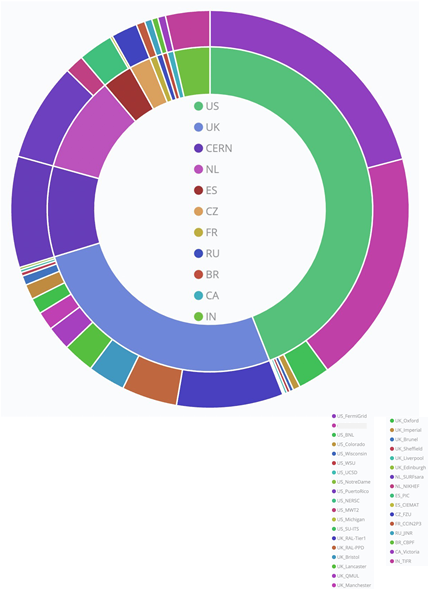 US
UK
CERN
NL
ES
CZ
FR
RU
BR
CA
IN
US_FermiGrid
US_BNL
US_Colorado
US_Wisconsin
US_WSU
US_UCSD
US_NotreDame
US_PuertoRico
US_NERSC
US_MWT2
US_Michigan
US_SU-ITS
UK_RAL-Tier1
UK_RAL-PPD
UK_Bristol
UK_Lancaster
UK_QMUL
UK_Manchester
UK_Oxford
UK_Imperial
UK_Brunel
UK_Sheffield
UK_Liverpool
UK_Edinburgh
NL_SURFsara
NL_NIKHEF
ES_PIC
ES_CIEMAT
CZ_FZU
FR_CCIN2P3
RU_JINR
BR_CBPF
CA_Victoria
IN_TIFR